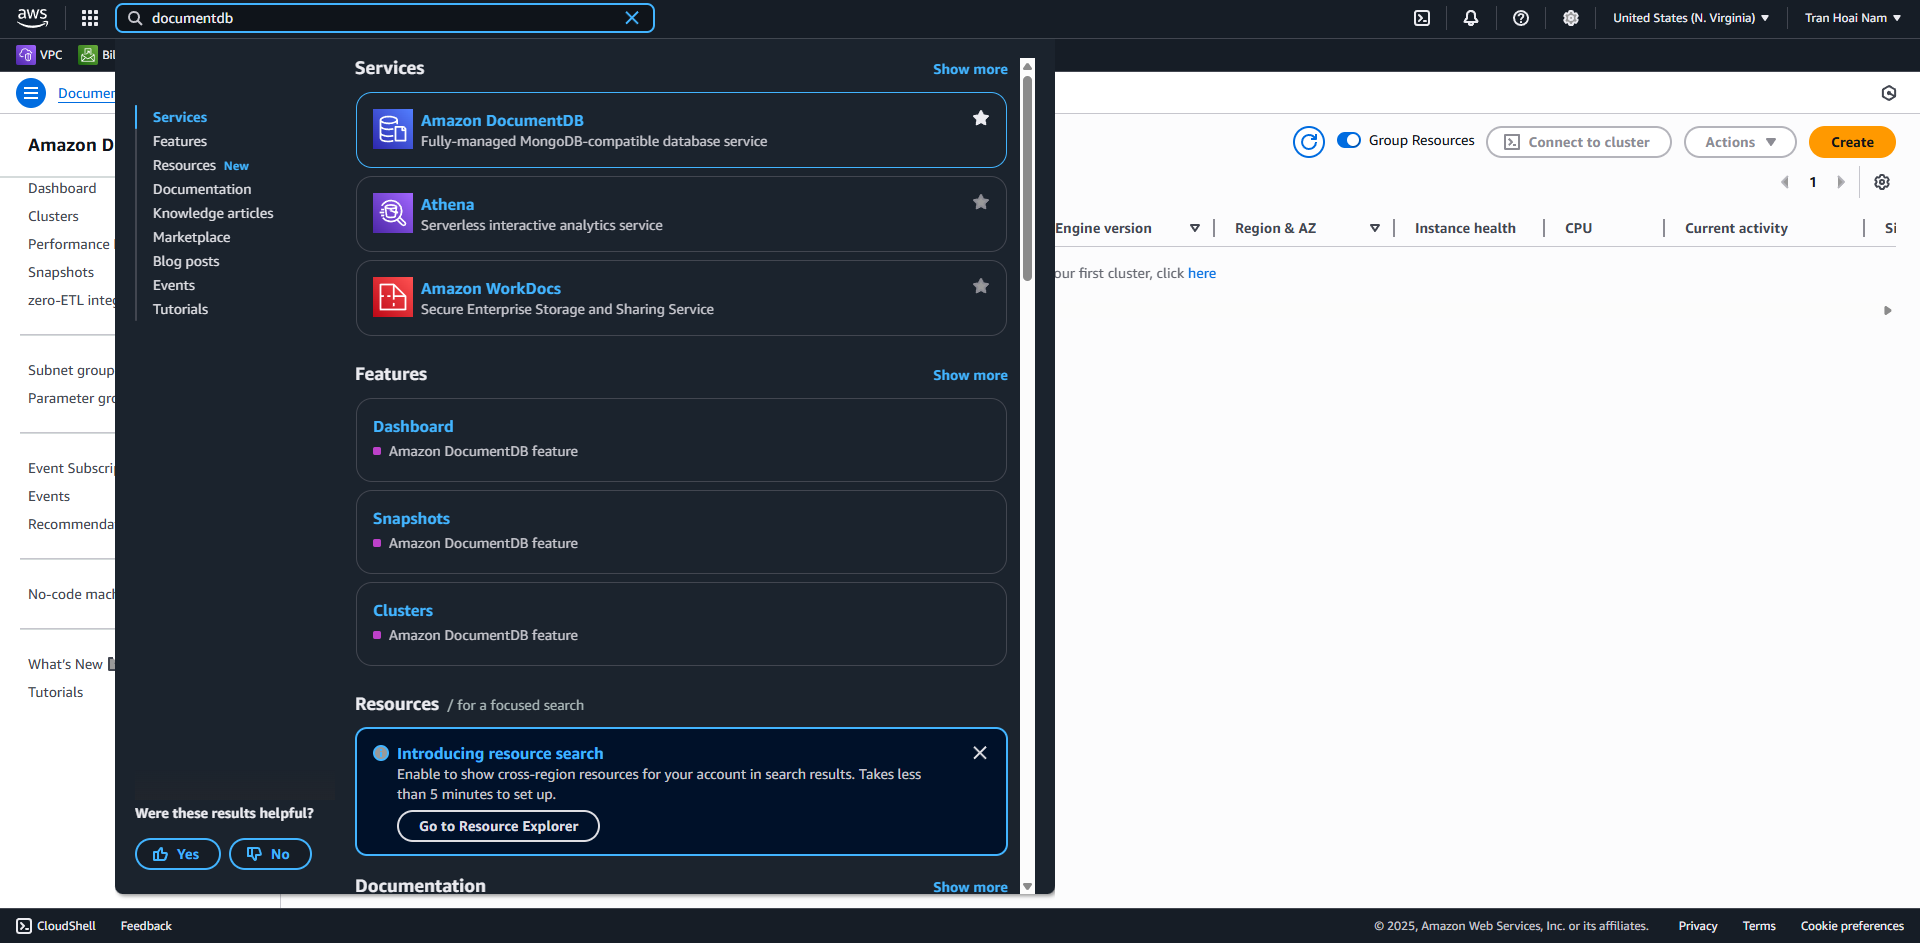 aws
documentdb
United States (N. Virginia)
Tran Hoai Nam
VPC
Documen
Amazon D
Dashboard
Clusters
Performance
Snapshots
zero-ETL integ
Subnet group
Parameter gro
Event Subscrip
Events
Recommenda
No-code mach
What's New
Tutorials
Services
Features
Resources New
Documentation
Knowledge articles
Marketplace
Blog posts
Events
Tutorials
Were these results helpful?
Yes
No
Services
Show more
Amazon DocumentDB
Fully-managed MongoDB-compatible database service
Athena
Serverless interactive analytics service
Amazon WorkDocs
Secure Enterprise Storage and Sharing Service
Features
Show more
Dashboard
Amazon DocumentDB feature
Snapshots
Amazon DocumentDB feature
Clusters
Amazon DocumentDB feature
Resources / for a focused search
Introducing resource search
Enable to show cross-region resources for your account in search results. Takes less
than 5 minutes to set up.
Go to Resource Explorer
Documentation
Show more
Group Resources
Connect to cluster
Actions
Create
1
Engine version
Region & AZ
Instance health
CPU
Current activity
Si
our first cluster, click here
CloudShell
Feedback
© 2025, Amazon Web Services, Inc. or its affiliates.
Privacy
Terms
Cookie preferences